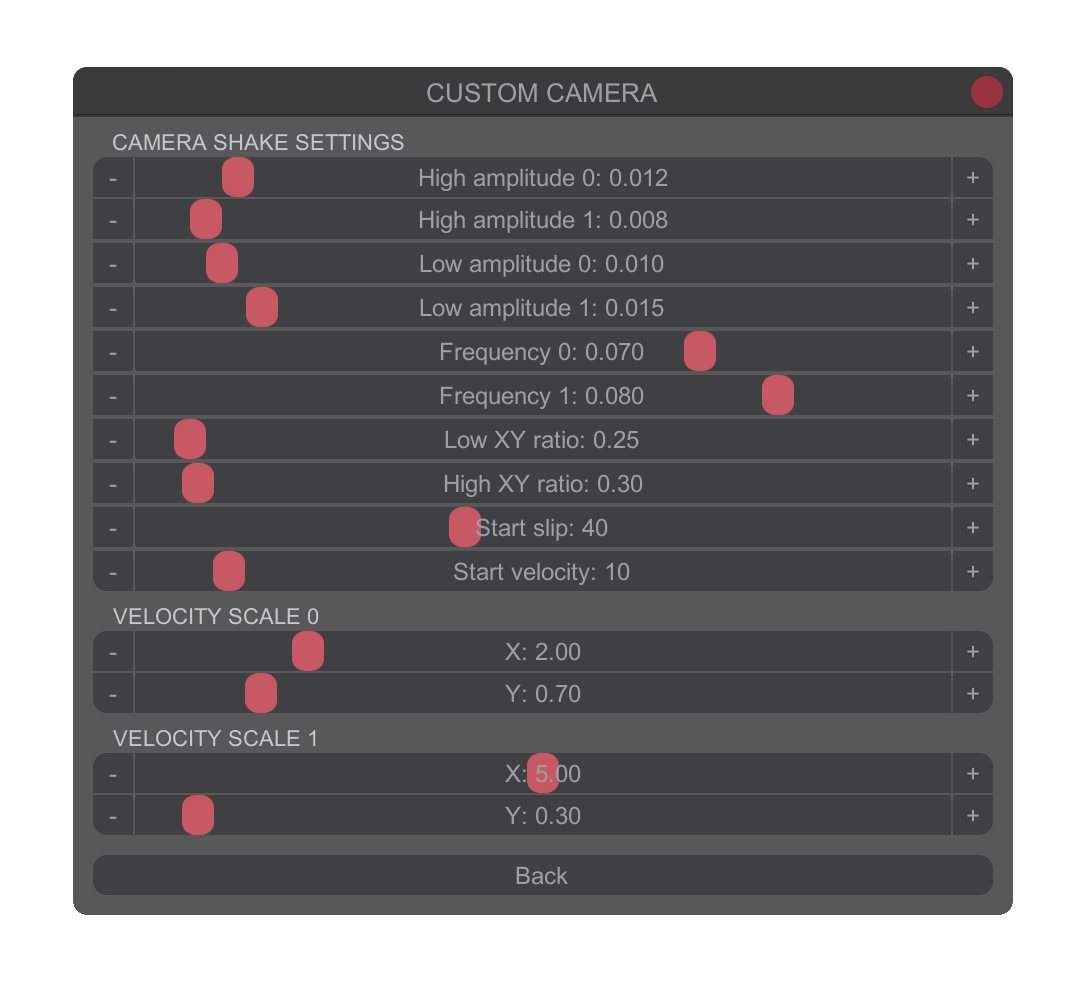 CUSTOM CAMERA
CAMERA SHAKE SETTINGS
- High amplitude 0: 0.012 +
- High amplitude 1: 0.008 +
- Low amplitude 0: 0.010 +
- Low amplitude 1: 0.015 +
- Frequency 0: 0.070 +
- Frequency 1: 0.080 +
- Low XY ratio: 0.25 +
- High XY ratio: 0.30 +
- Start slip: 40 +
- Start velocity: 10 +
VELOCITY SCALE 0
- X: 2.00 +
- Y: 0.70 +
VELOCITY SCALE 1
- X: 5.00 +
- Y: 0.30 +
Back